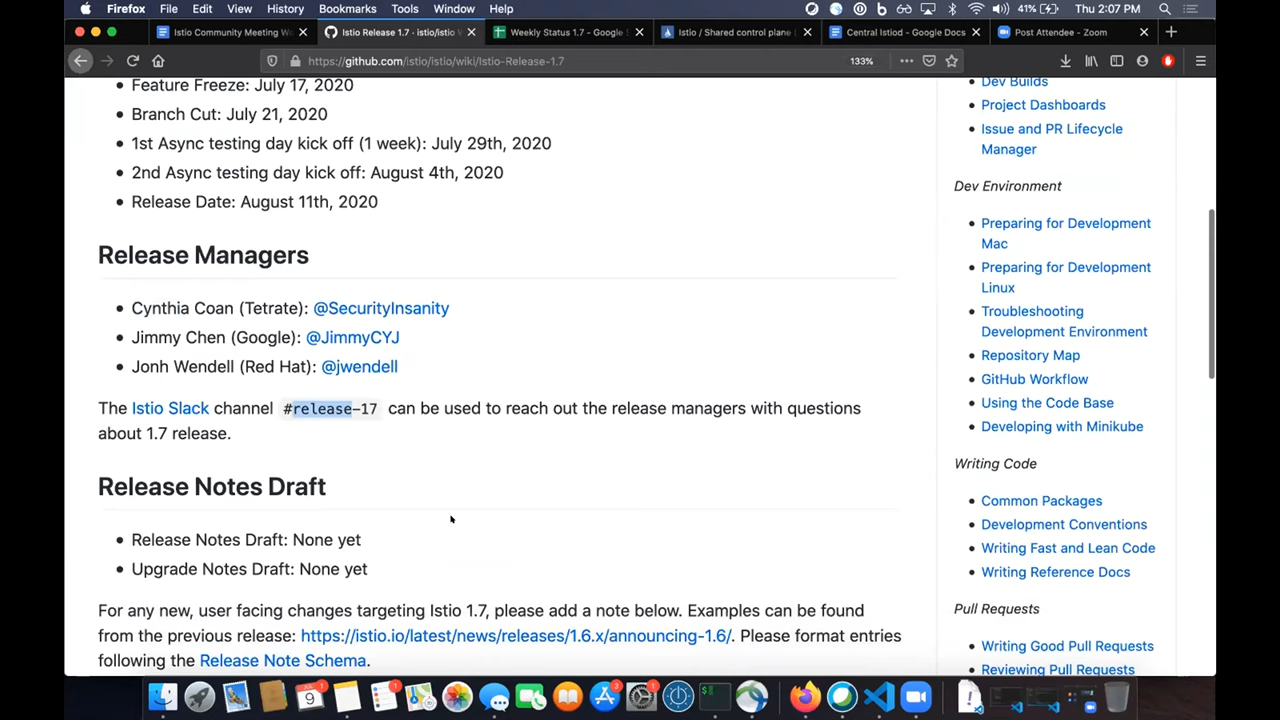 Firefox File Edit View History Bookmarks Tools Window Help 41% Thu 2:07 PM
Istio Community Meeting W Istio Release 1.7 · istio/istio W Weekly Status 1.7 - Google S Istio / Shared control plane ( Central Istiod - Google Docs Post Attendee - Zoom
https://github.com/istio/istio/wiki/Istio-Release-1.7 133%
Feature Freeze: July 17, 2020
Branch Cut: July 21, 2020
1st Async testing day kick off (1 week): July 29th, 2020
2nd Async testing day kick off: August 4th, 2020
Release Date: August 11th, 2020
Release Managers
Cynthia Coan (Tetrate): @SecurityInsanity
Jimmy Chen (Google): @JimmyCYJ
Jonh Wendell (Red Hat): @jwendell
The Istio Slack channel #release-17 can be used to reach out the release managers with questions
about 1.7 release.
Release Notes Draft
Release Notes Draft: None yet
Upgrade Notes Draft: None yet
For any new, user facing changes targeting Istio 1.7, please add a note below. Examples can be found
from the previous release: https://istio.io/latest/news/releases/1.6.x/announcing-1.6/. Please format entries
following the Release Note Schema.
Dev Builds
Project Dashboards
Issue and PR Lifecycle
Manager
Dev Environment
Preparing for Development
Mac
Preparing for Development
Linux
Troubleshooting
Development Environment
Repository Map
GitHub Workflow
Using the Code Base
Developing with Minikube
Writing Code
Common Packages
Development Conventions
Writing Fast and Lean Code
Writing Reference Docs
Pull Requests
Writing Good Pull Requests
Reviewing Pull Requests
9
1
3
1